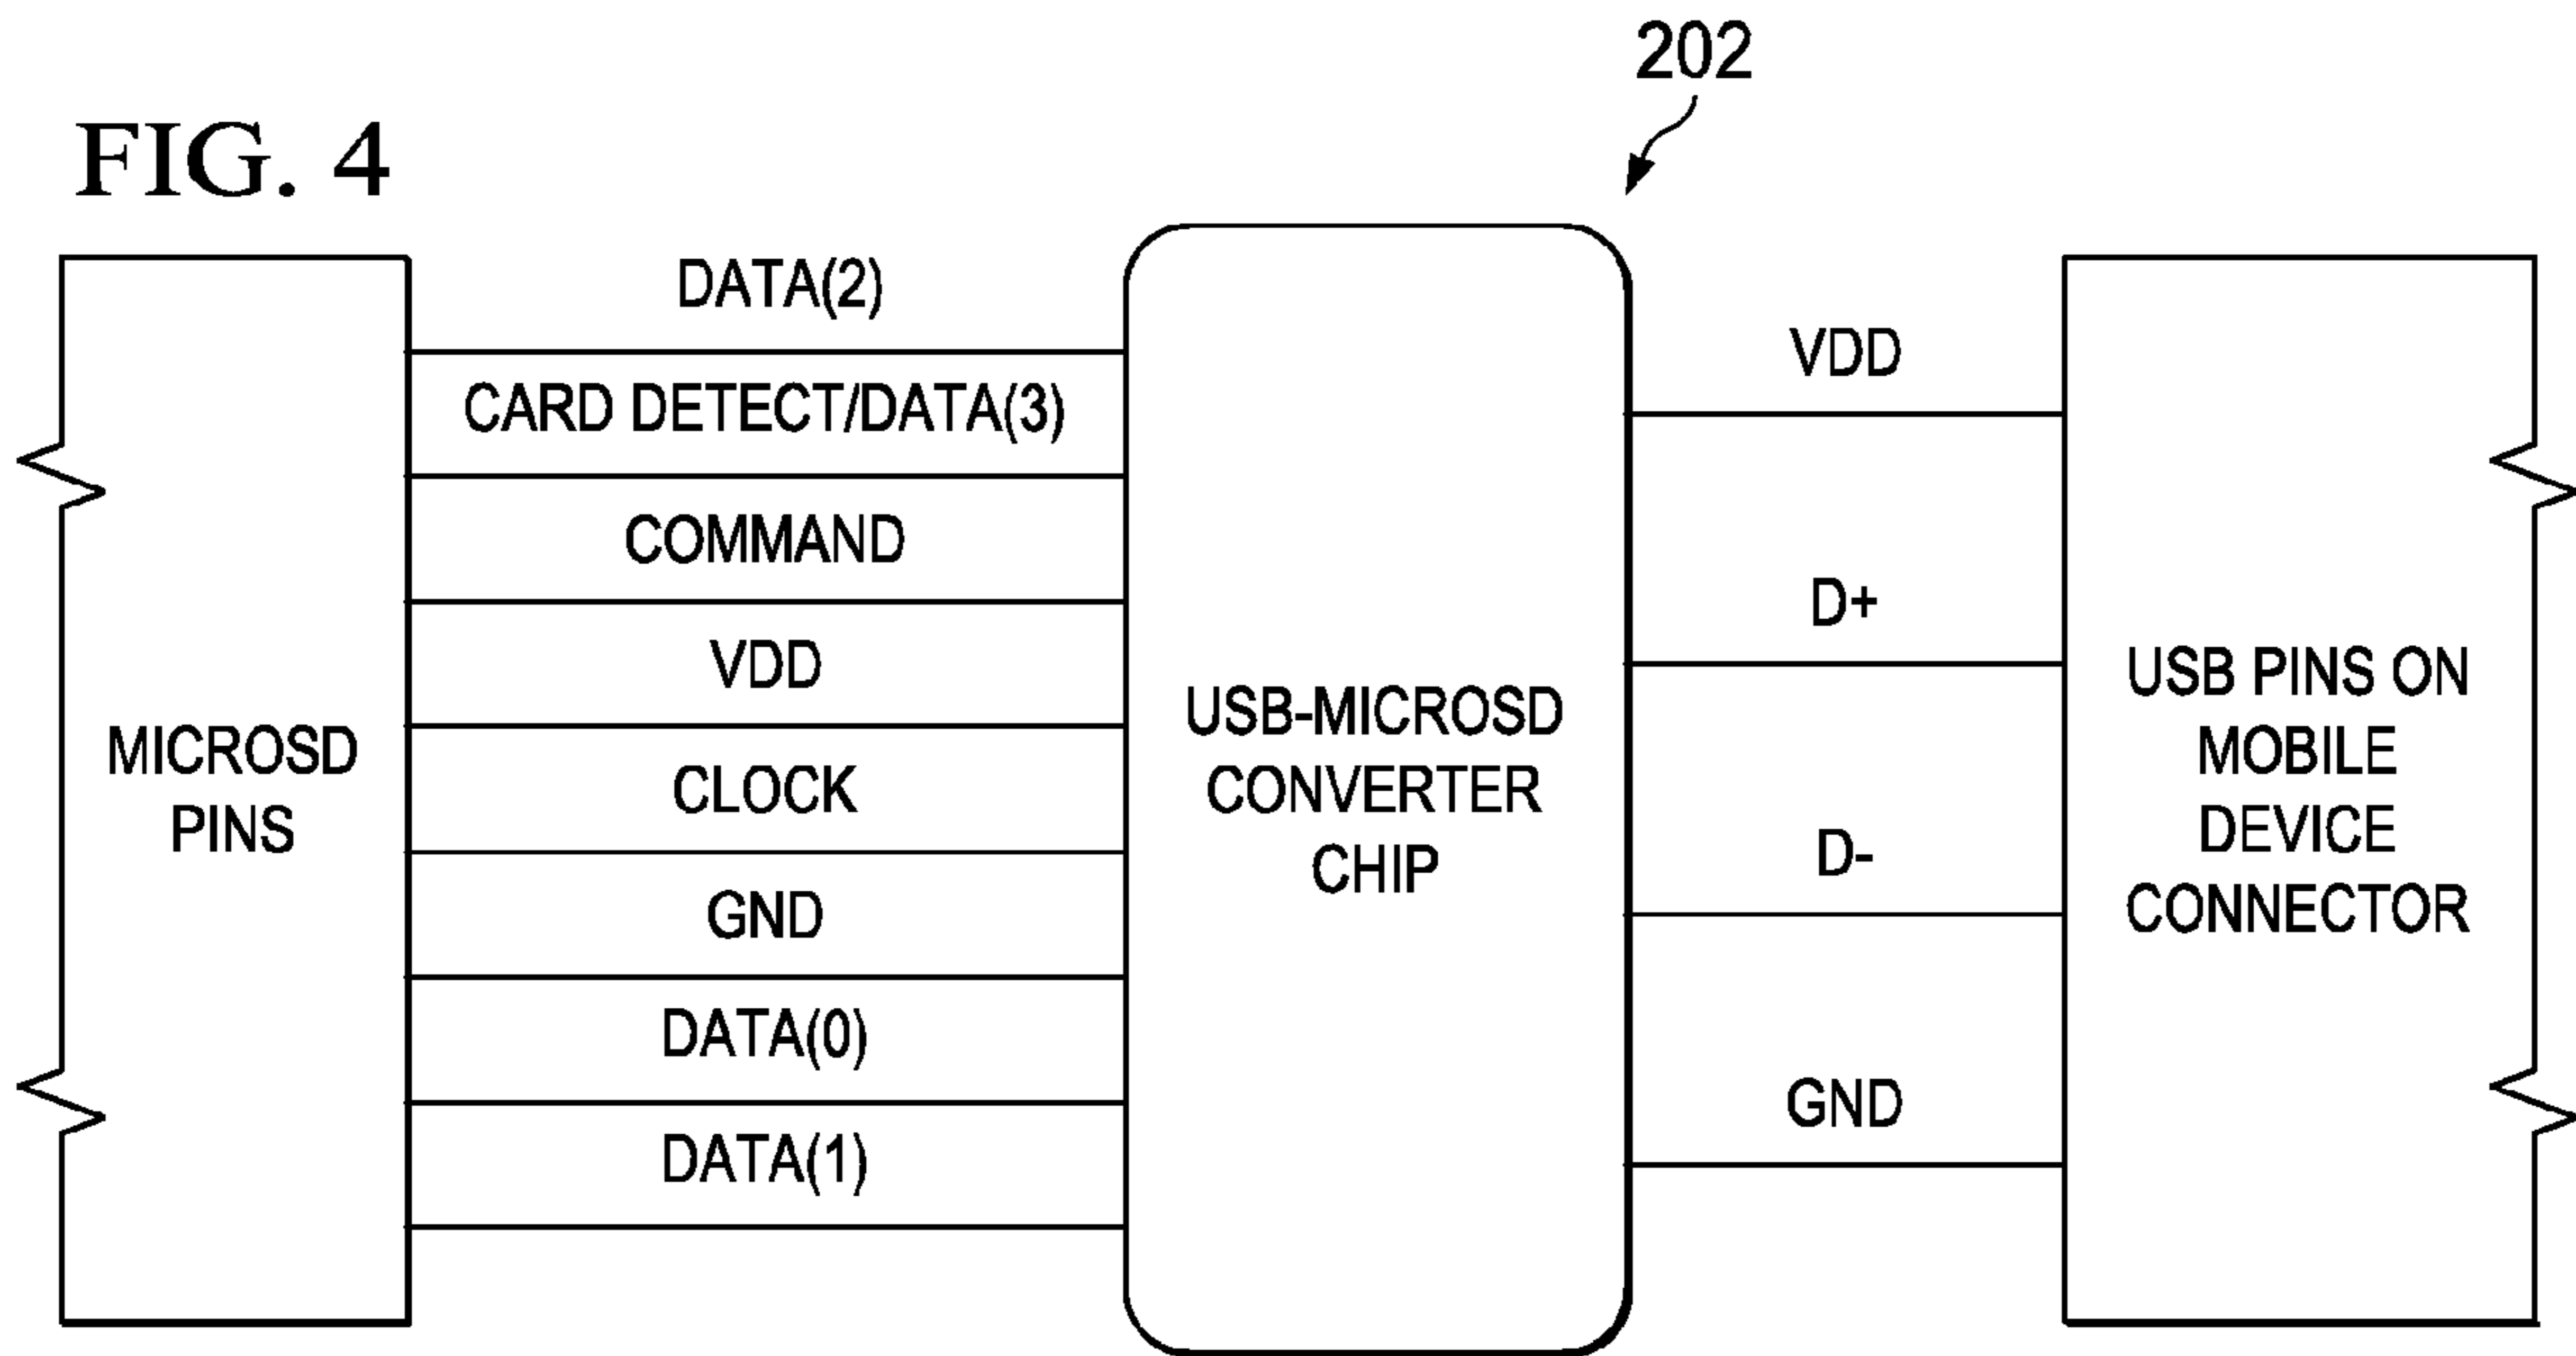 202
FIG. 4
DATA(2)
CARD DETECT/DATA(3)
COMMAND
VDD
CLOCK
GND
DATA(0)
DATA(1)
MICROSD
PINS
USB-MICROSD
CONVERTER
CHIP
VDD
D+
D-
GND
USB PINS ON
MOBILE
DEVICE
CONNECTOR